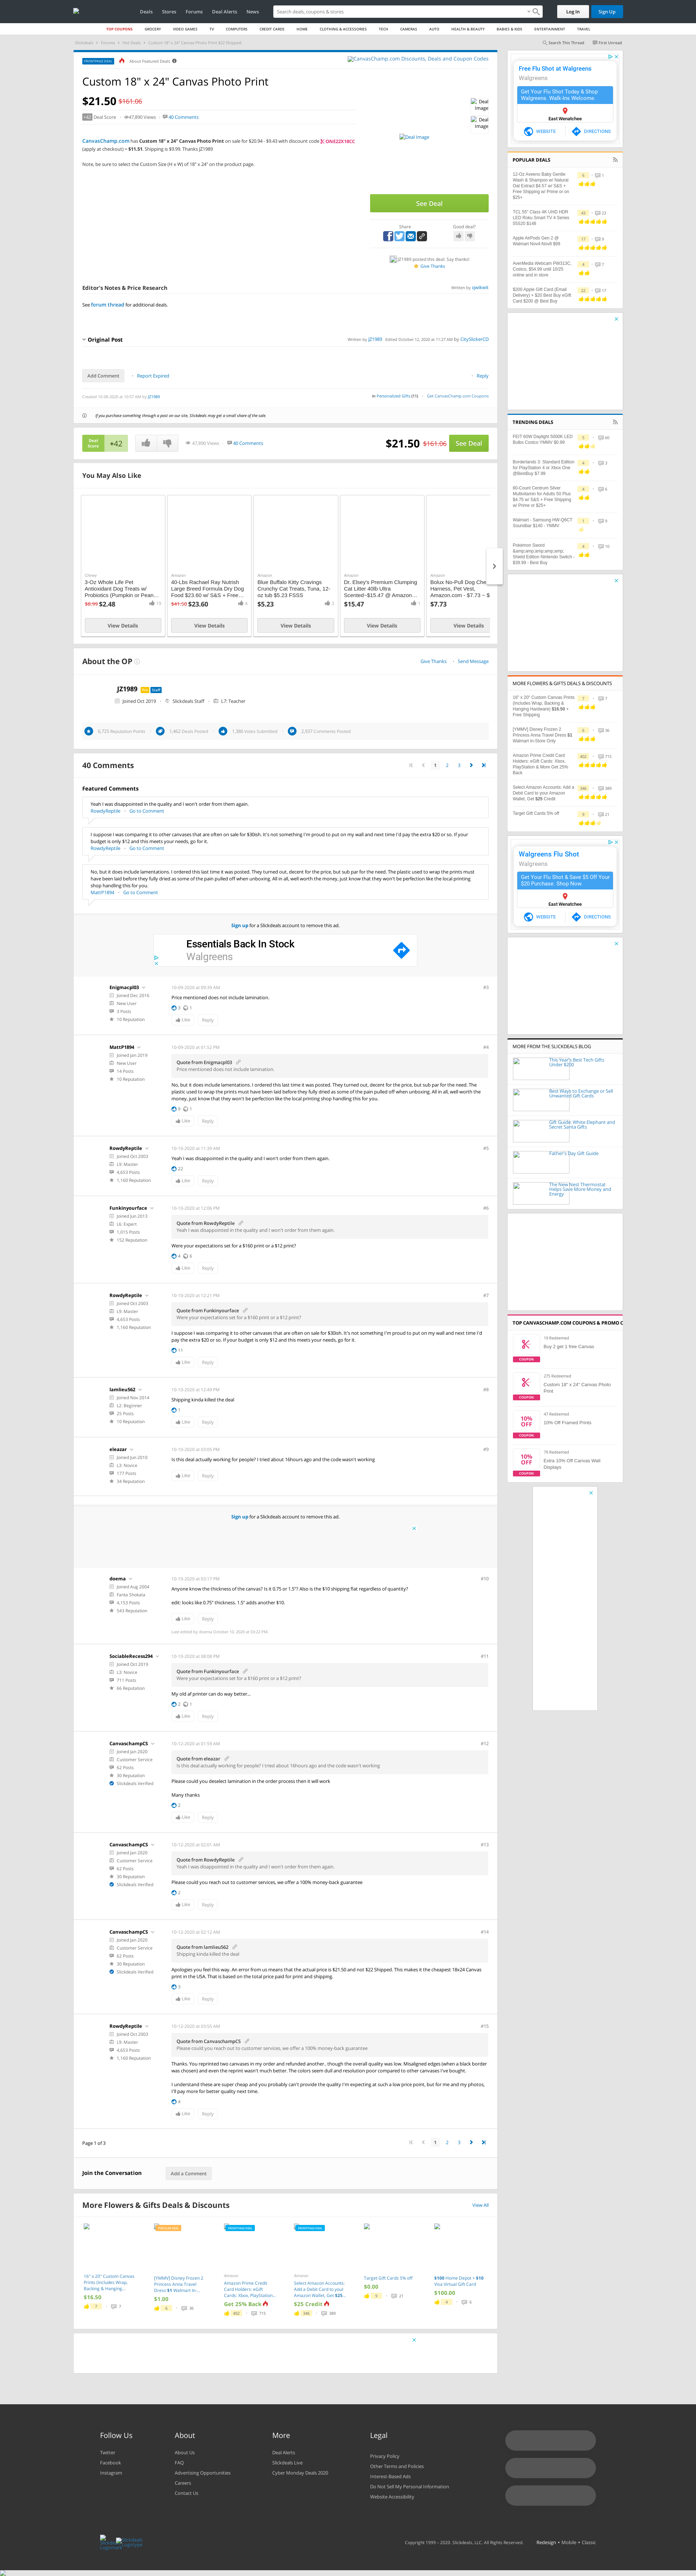 Deals Stores Forums Deal Alerts News
Search Deals, coupons & stores
Log In
Sign Up
TOP COUPONS GROCERY VIDEO GAMES TV COMPUTERS CREDIT CARDS HOME CLOTHING & ACCESSORIES TECH CAMERAS AUTO HEALTH & BEAUTY BABIES & KIDS ENTERTAINMENT TRAVEL
Custom 18" x 24" Canvas Photo Print $22 Shipped
Search This Thread
First Unread
FRONTPAGE DEAL
About Featured Deals
CanvasChamp.com Discounts, Deals and Coupon Codes
Custom 18" x 24" Canvas Photo Print
$21.50 $161.06
+42 Deal Score 47,890 Views 40 Comments
CanvasChamp.com has Custom 18" x 24" Canvas Photo Print on sale for $20.94 - $9.43 with discount code
(apply at checkout) = $11.51. Shipping is $9.99. Thanks JZ1989
Note, be sure to select the Custom Size (H x W) of 18" x 24" on the product page.
Deal Image
Deal Image
Deal Image
See Deal
Share
Good deal?
JZ1989 posted this deal. Say thanks!
Give Thanks
Editor's Notes & Price Research
Written by qwikwit
See forum thread for additional deals.
Original Post
Written by JZ1989 Edited October 12, 2020 at 11:21 AM by CityStickerCD
Add Comment
Report Expired
Reply
Created 10-08-2020 at 10:57 AM by JZ1989
In Personalized Gifts (11)
Get CanvasChamp.com Coupons
If you purchase something through a post on our site, Slickdeals may get a small share of the sale.
Deal Score +42
47,890 Views
40 Comments
$21.50 $161.06
See Deal
You May Also Like
Chewy
3-Oz Whole Life Pet Antioxidant Dog Treats w/ Probiotics (Pumpkin or Pean...
$8.99 $2.48
View Details
Amazon
40-Lbs Rachael Ray Nutrish Large Breed Formula Dry Dog Food $23.60 w/ S&S + Free...
$41.50 $23.60
View Details
Amazon
Blue Buffalo Kitty Cravings Crunchy Cat Treats, Tuna, 12-oz tub $5.23 FSSS
$5.23
View Details
Amazon
Dr. Elsey's Premium Clumping Cat Litter 40lb Ultra Scented~$15.47 @ Amazon...
$15.47
View Details
Amazon
$7.73
View Details
About the OP
Give Thanks
Send Message
JZ1989
Joined Oct 2019
Slickdeals Staff
L7: Teacher
6,725 Reputation Points
1,462 Deals Posted
1,386 Votes Submitted
2,937 Comments Posted
40 Comments
1 2 3
Featured Comments
Yeah I was disappointed in the quality and I won't order from them again.
RowdyReptile Go to Comment
I suppose I was comparing it to other canvases that are often on sale for $30ish. It's not something I'm proud to put on my wall and next time I'd pay the extra $20 or so. If your budget is only $12 and this meets your needs, go for it.
RowdyReptile Go to Comment
No, but it does include lamentations, I ordered this last time it was posted. They turned out, decent for the price, but sub par for the most. The plastic used to wrap the prints must have been laid before they fully dried as some of the pain pulled when unboxing. All in all, well worth the money, just know that they won't be perfection like the local printing shop handling this for you.
MattP1894 Go to Comment
Sign up for a Slickdeals account to remove this ad.
Essentials Back In Stock
Walgreens
Enigmacpl03
Joined Dec 2016
New User
3 Posts
10 Reputation
10-09-2020 at 09:39 AM
#3
Price mentioned does not include lamination.
3 1
Like Reply
MattP1894
Joined Jan 2019
New User
14 Posts
10 Reputation
10-09-2020 at 01:52 PM
#4
Quote from Enigmacpl03
Price mentioned does not include lamination.
No, but it does include lamentations, I ordered this last time it was posted. They turned out, decent for the price, but sub par for the most. The plastic used to wrap the prints must have been laid before they fully dried as some of the pain pulled when unboxing. All in all, well worth the money, just know that they won't be perfection like the local printing shop handling this for you.
9 1
Like Reply
RowdyReptile
Joined Oct 2003
L9: Master
4,653 Posts
1,160 Reputation
10-10-2020 at 11:39 AM
#5
Yeah I was disappointed in the quality and I won't order from them again.
22
Like Reply
Funkinyourface
Joined Jun 2013
L6: Expert
1,015 Posts
152 Reputation
10-10-2020 at 12:06 PM
#6
Quote from RowdyReptile
Yeah I was disappointed in the quality and I won't order from them again.
Were your expectations set for a $160 print or a $12 print?
4 6
Like Reply
RowdyReptile
Joined Oct 2003
L9: Master
4,653 Posts
1,160 Reputation
10-10-2020 at 12:21 PM
#7
Quote from Funkinyourface
Were your expectations set for a $160 print or a $12 print?
I suppose I was comparing it to other canvases that are often on sale for $30ish. It's not something I'm proud to put on my wall and next time I'd pay the extra $20 or so. If your budget is only $12 and this meets your needs, go for it.
11
Like Reply
lamlieu562
Joined Nov 2014
L2: Beginner
25 Posts
10 Reputation
10-10-2020 at 12:49 PM
#8
Shipping kinda killed the deal
7
Like Reply
eleazar
Joined Jun 2010
L3: Novice
177 Posts
34 Reputation
10-10-2020 at 03:05 PM
#9
Is this deal actually working for people? I tried about 16hours ago and the code wasn't working
Like Reply
Sign up for a Slickdeals account to remove this ad.
doema
Joined Aug 2004
Fanta Shokata
4,153 Posts
543 Reputation
10-10-2020 at 03:17 PM
#10
Anyone know the thickness of the canvas? Is it 0.75 or 1.5"? Also is the $10 shipping flat regardless of quantity?
edit: looks like 0.75" thickness. 1.5" adds another $10.
Like Reply
Last edited by doema October 10, 2020 at 03:22 PM.
SociableRecess294
Joined Oct 2019
L3: Novice
711 Posts
66 Reputation
10-10-2020 at 08:08 PM
#11
Quote from Funkinyourface
Were your expectations set for a $160 print or a $12 print?
My old af printer can do way better...
2 1
Like Reply
CanvaschampCS
Joined Jan 2020
Customer Service
62 Posts
30 Reputation
Slickdeals Verified
10-12-2020 at 01:59 AM
#12
Quote from eleazar
Is this deal actually working for people? I tried about 16hours ago and the code wasn't working
Please could you deselect lamination in the order process then it will work
Many thanks
2
Like Reply
CanvaschampCS
Joined Jan 2020
Customer Service
62 Posts
30 Reputation
Slickdeals Verified
10-12-2020 at 02:01 AM
#13
Quote from RowdyReptile
Yeah I was disappointed in the quality and I won't order from them again.
Please could you reach out to customer services, we offer a 100% money-back guarantee
2
Like Reply
CanvaschampCS
Joined Jan 2020
Customer Service
62 Posts
30 Reputation
Slickdeals Verified
10-12-2020 at 02:12 AM
#14
Quote from lamlieu562
Shipping kinda killed the deal
Apologies you feel this way. An error from us means that the actual price is $21.50 and not $22 Shipped. This makes it the cheapest 18x24 Canvas print in the USA. That is based on the total price paid for print and shipping.
3
Like Reply
RowdyReptile
Joined Oct 2003
L9: Master
4,653 Posts
1,160 Reputation
10-12-2020 at 03:55 AM
#15
Quote from CanvaschampCS
Please could you reach out to customer services, we offer a 100% money-back guarantee
Thanks. You reprinted two canvases in my order and sent me another , though the overall quality was low. Misaligned edges (when a black border was chosen) and even the reprint wasn't much better. The colors seem dull and resolution poor compared to a few other canvases I've bought.
I understand these are super cheap and you probably can't provide the quality I'm expecting at such a low price point, but for me and my photos, I'll pay more for better quality next time.
4
Like Reply
Page 1 of 3
1 2 3
Join the Conversation
Add a Comment
More Flowers & Gifts Deals & Discounts
View All
16" x 20" Custom Canvas Prints (Includes Wrap, Backing & Hanging...
$16.50
7 7
[YMMV] Disney Frozen 2 Princess Anna Travel Dress $1 Walmart In-...
$1.00
6 36
Amazon
Amazon Prime Credit Card Holders: eGift Cards: Xbox, PlayStation...
Get 25% Back
402 715
Amazon
Select Amazon Accounts: Add a Debit Card to your Amazon Wallet, Get $25...
$25 Credit
346 389
Target Gift Cards 5% off
$0.00
9 21
$100 Home Depot + $10 Visa Virtual Gift Card
$100.00
4 6
Free Flu Shot at Walgreens
Walgreens
Get Your Flu Shot Today & Shop Walgreens. Walk-Ins Welcome.
East Wenatchee
WEBSITE DIRECTIONS
POPULAR DEALS
12-Oz Aveeno Baby Gentle Wash & Shampoo w/ Natural Oat Extract $4.57 w/ S&S + Free Shipping w/ Prime or on $25+
TCL 55" Class 4K UHD HDR LED Roku Smart TV 4 Series 55S20 $149
Apple AirPods Gen 2 @ Walmart Nov4 $99
AverMedia Webcam PW313C, Costco, $54.99 until 10/25 online and in store
$200 Apple Gift Card (Email Delivery) + $20 Best Buy eGift Card $200 @ Best Buy
TRENDING DEALS
FEIT 60W Daylight 5000K LED Bulbs Costco YMMV $0.99
Borderlands 3: Standard Edition for PlayStation 4 or Xbox One @BestBuy $7.99
60-Count Centrum Silver Multivitamin for Adults 50 Plus $4.75 w/ S&S + Free Shipping w/ Prime or $25+
Walmart - Samsung HW-Q6CT Soundbar $140 - YMMV
Pokemon Sword &amp;amp;amp;amp;amp; Shield Edition Nintendo Switch - $39.99 - Best Buy
MORE FLOWERS & GIFTS DEALS & DISCOUNTS
16" x 20" Custom Canvas Prints (Includes Wrap, Backing & Hanging Hardware) $16.50 + Free Shipping
[YMMV] Disney Frozen 2 Princess Anna Travel Dress $1 Walmart In-Store Only
Amazon Prime Credit Card Holders: eGift Cards: Xbox, PlayStation & More Get 25% Back
Select Amazon Accounts: Add a Debit Card to your Amazon Wallet, Get $25 Credit
Target Gift Cards 5% off
Walgreens Flu Shot
Walgreens
Get Your Flu Shot & Save $5 Off Your $20 Purchase. Shop Now.
East Wenatchee
WEBSITE DIRECTIONS
MORE FROM THE SLICKDEALS BLOG
This Year's Best Tech Gifts Under $200
Best Ways to Exchange or Sell Unwanted Gift Cards
Gift Guide: White Elephant and Secret Santa Gifts
Father's Day Gift Guide
The New Nest Thermostat Helps Save More Money and Energy
TOP CANVASCHAMP.COM COUPONS & PROMO C
19 Redeemed
Buy 2 get 1 free Canvas
COUPON
275 Redeemed
Custom 18" x 24" Canvas Photo Print
COUPON
10% OFF
47 Redeemed
10% Off Framed Prints
COUPON
10% OFF
79 Redeemed
Extra 10% Off Canvas Wall Displays
COUPON
Follow Us
Twitter
Facebook
Instagram
About
About Us
FAQ
Advertising Opportunities
Careers
Contact Us
More
Deal Alerts
Slickdeals Live
Cyber Monday Deals 2020
Legal
Privacy Policy
Other Terms and Policies
Interest-Based Ads
Do Not Sell My Personal Information
Website Accessibility
Copyright 1999 - 2020. Slickdeals, LLC. All Rights Reserved.
Redesign • Mobile • Classic